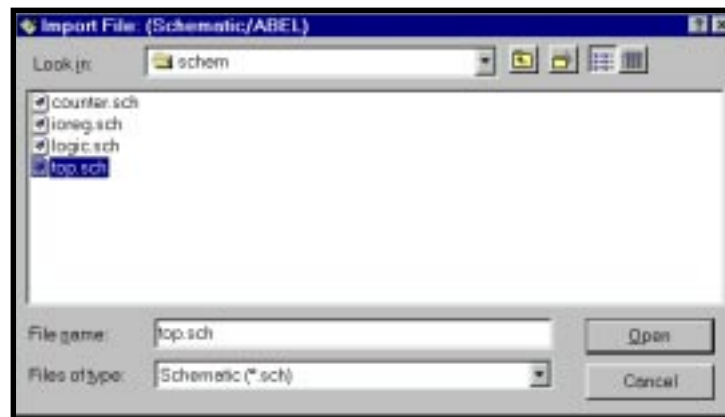 Import File: (Schematic/ABEL)
Look in: schem
counter.sch
ioreg.sch
logic.sch
top.sch
File name: top.sch Open
Files of type: Schematic (*.sch) Cancel